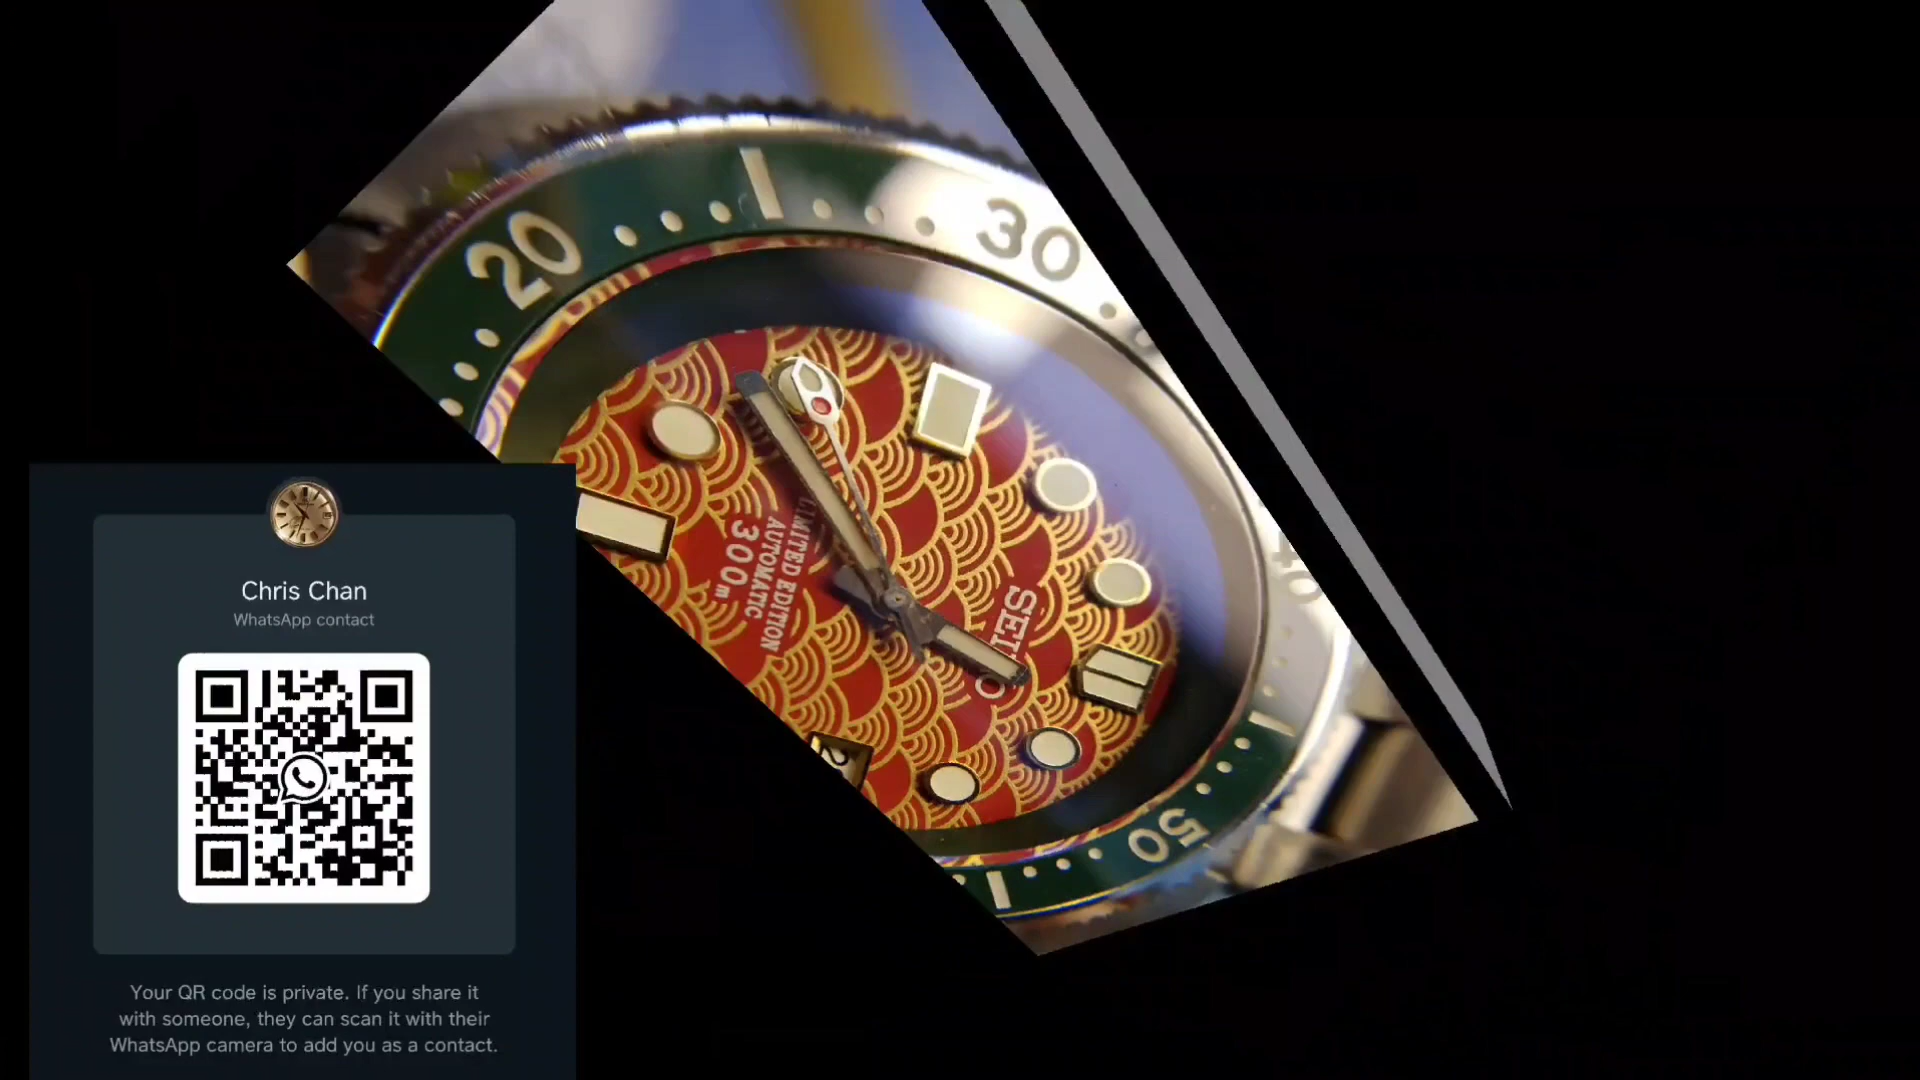 20
30
40
50
SEIKO
LIMITED EDITION
AUTOMATIC
300m
Chris Chan
WhatsApp contact
Your QR code is private. If you share it
with someone, they can scan it with their
WhatsApp camera to add you as a contact.